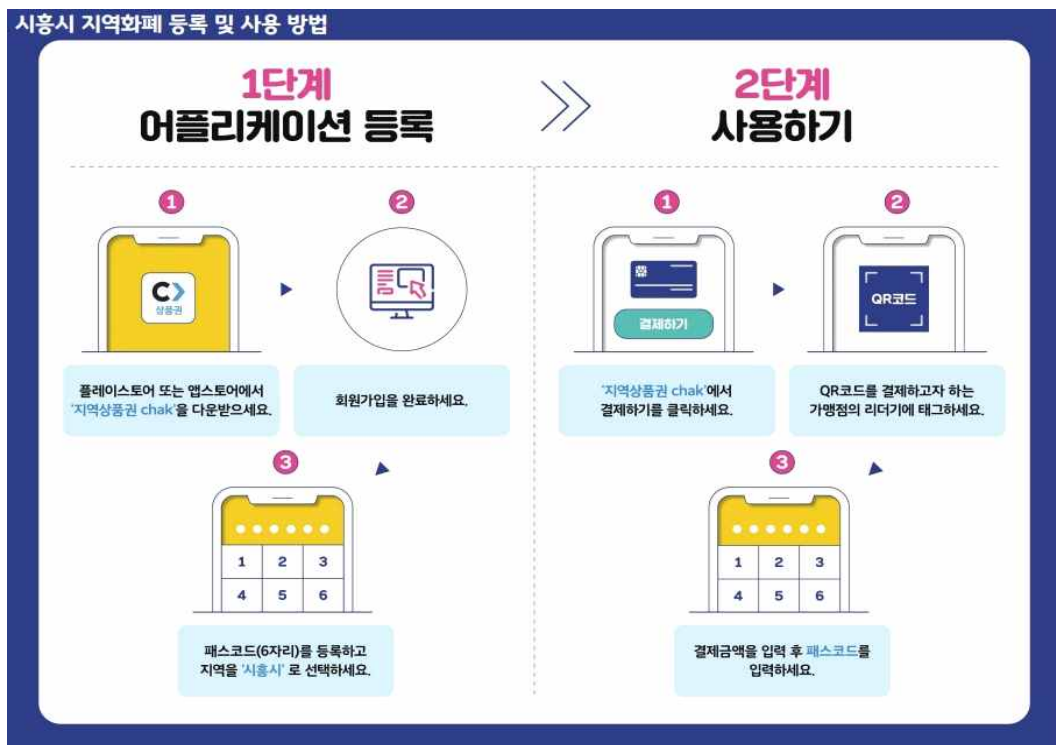 시흥시 지역화폐 등록 및 사용 방법
1단계
어플리케이션 등록
1
C
상품권
플레이스토어 또는 앱스토어에서
'지역상품권 chak'을 다운받으세요.
2
회원가입을 완료하세요.
3
1 2 3
4 5 6
패스코드(6자리)를 등록하고
지역을 '시흥시' 로 선택하세요.
2단계
사용하기
1
결제하기
'지역상품권 chak'에서
결제하기를 클릭하세요.
2
QR코드
QR코드를 결제하고자 하는
가맹점의 리더기에 태그하세요.
3
1 2 3
4 5 6
결제금액을 입력 후 패스코드를
입력하세요.